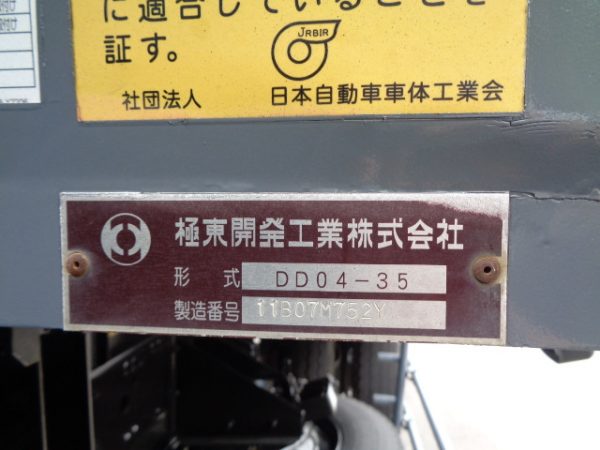 に適合していることを
証す。
JRBIR
社団法人 日本自動車車体工業会
極東開発工業株式会社
形式 DD04-35
製造番号 11B07M752Y